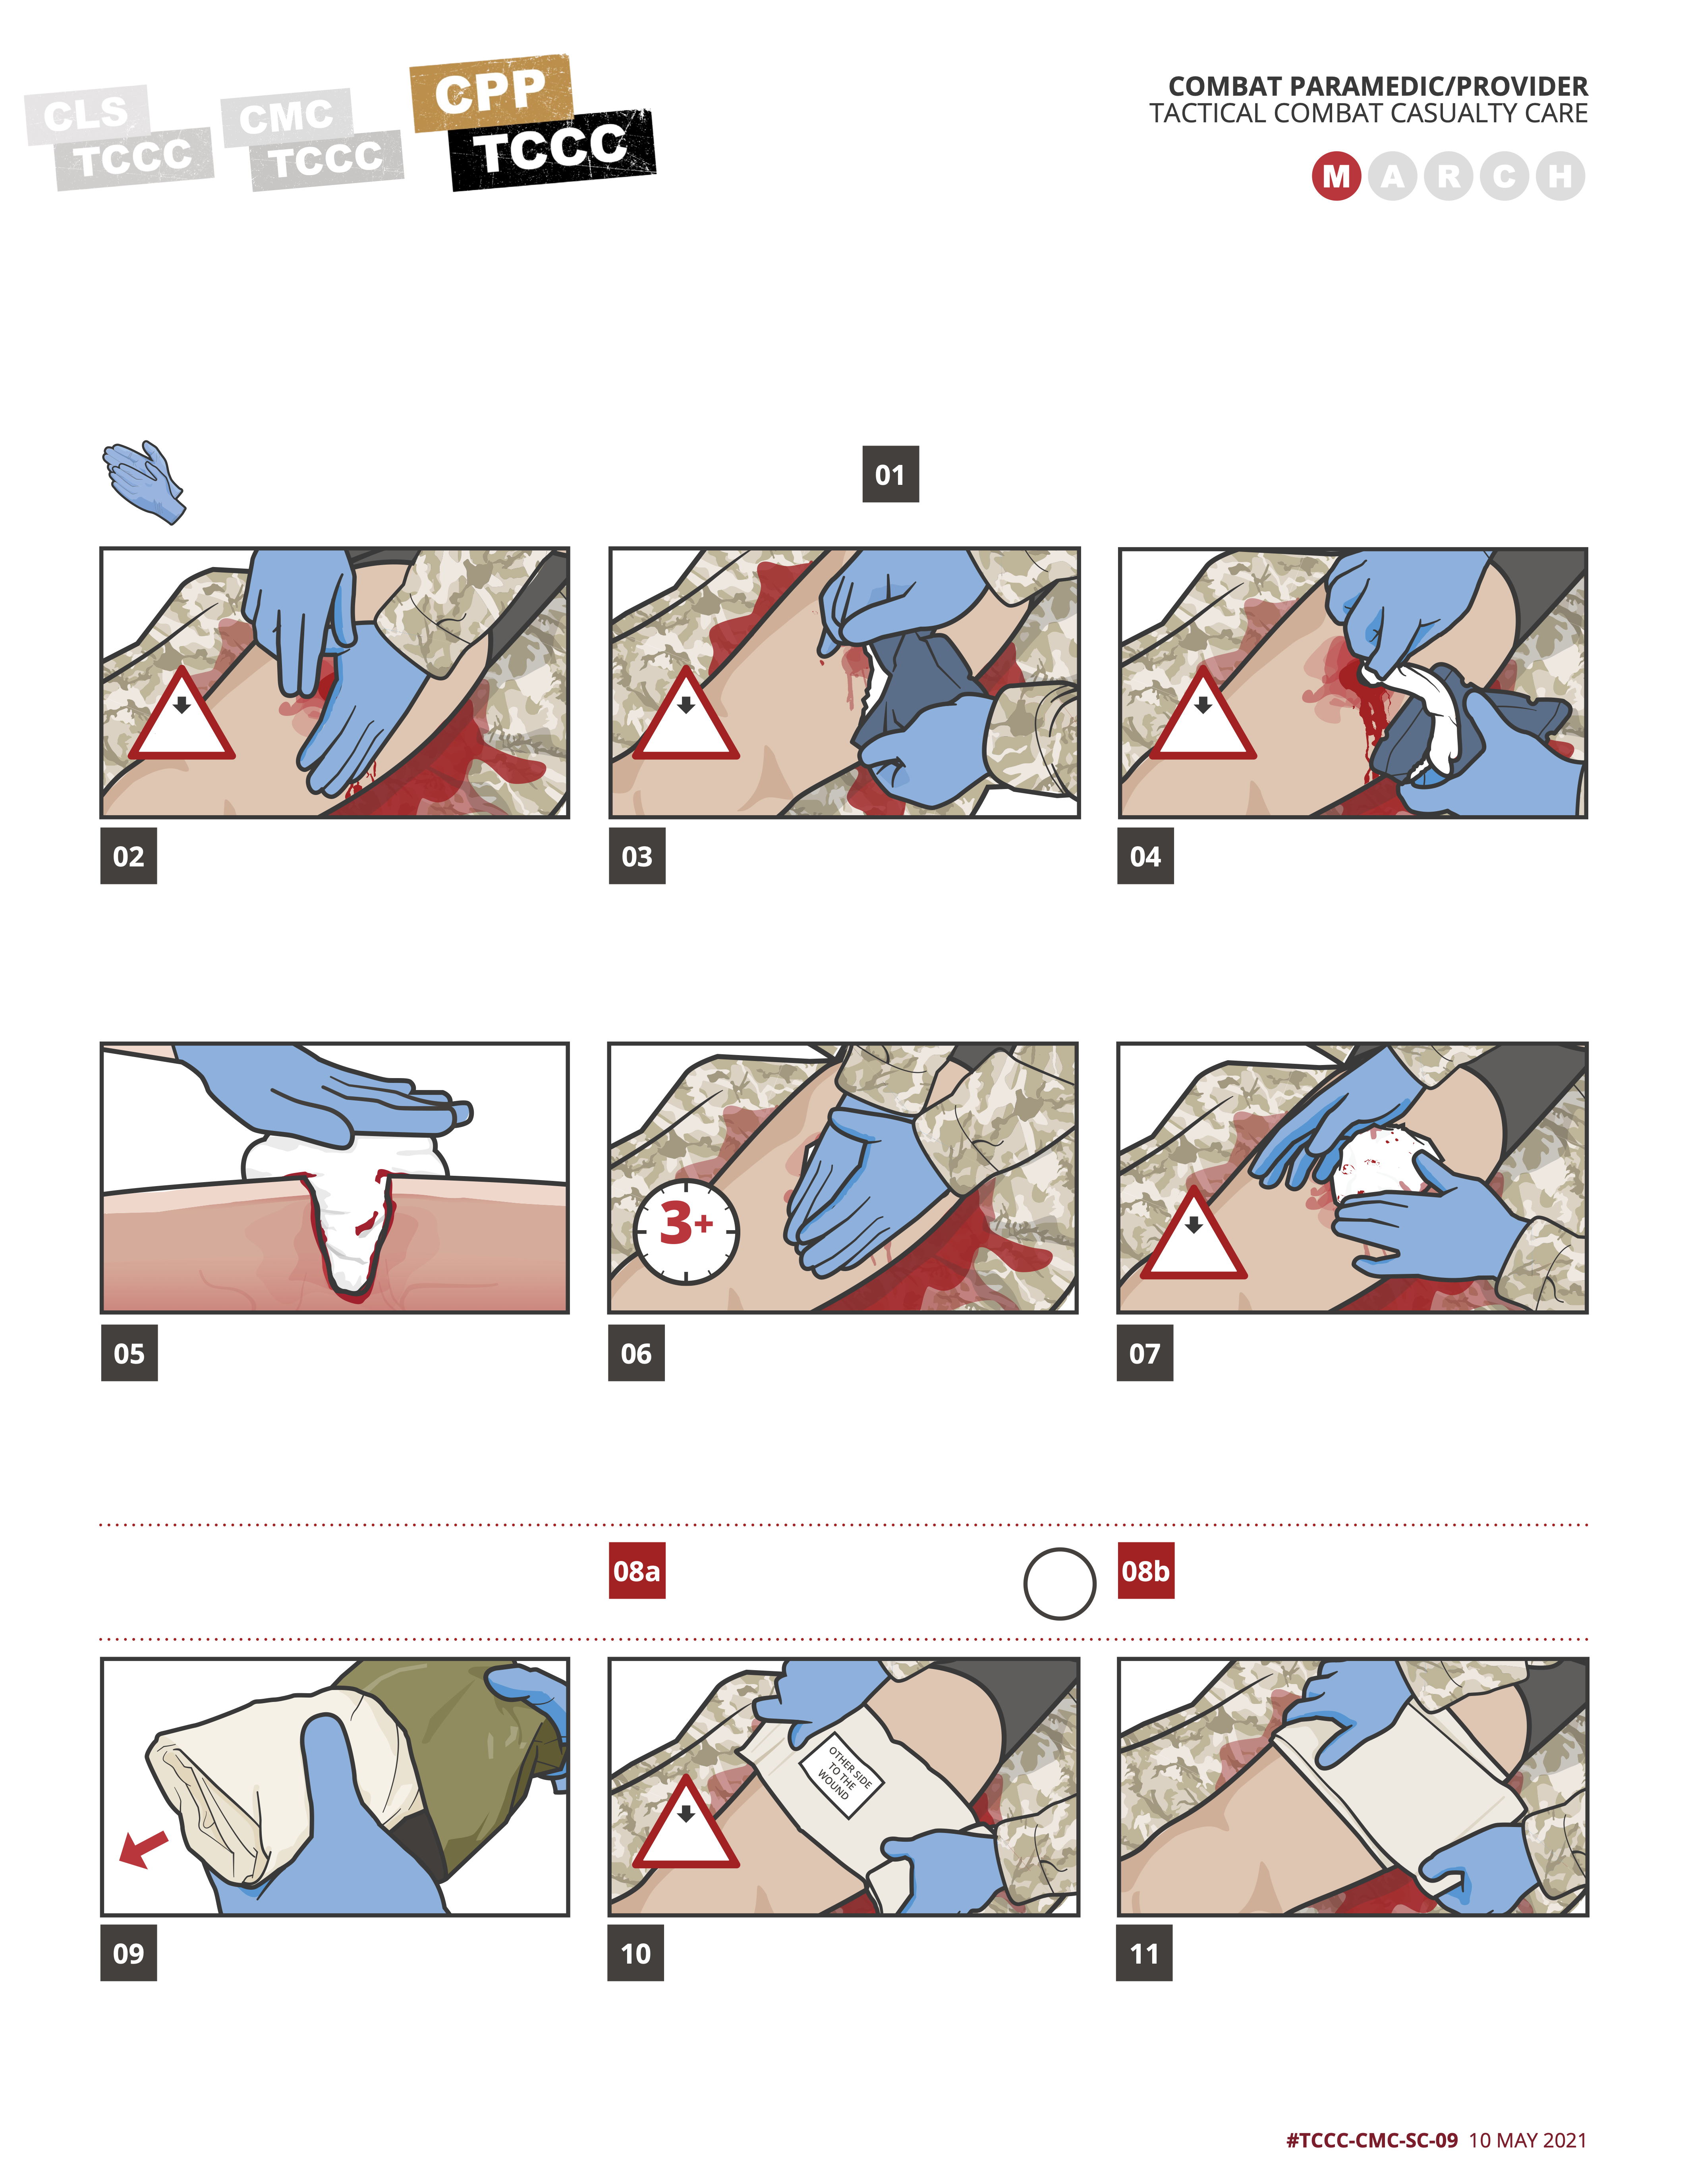 CLS
TCCC
CMC
TCCC
CPP
TCCC
COMBAT PARAMEDIC/PROVIDER
TACTICAL COMBAT CASUALTY CARE
M A R C H
01
02
03
04
3+
05
06
07
08a
08b
OTHER SIDE
TO THE
WOUND
09
10
11
#TCCC-CMC-SC-09 10 MAY 2021